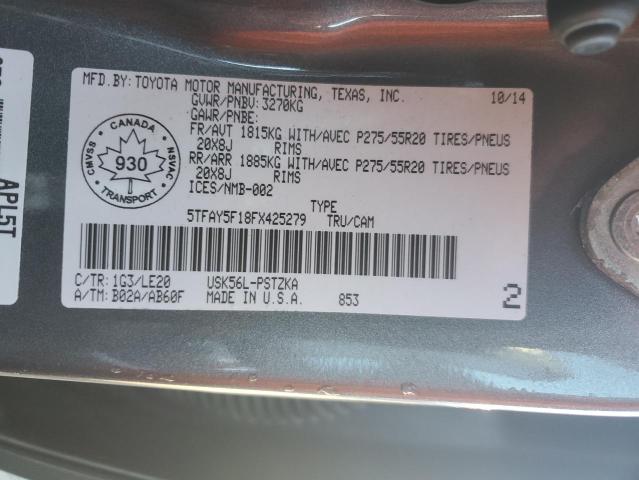 MFD.BY: TOYOTA MOTOR MANUFACTURING, TEXAS, INC. 10/14
GVWR/PNBV: 3270KG
GAWR/PNBE:
FR/AVT 1815KG WITH/AVEC P275/55R20 TIRES/PNEUS
20X8J RIMS
RR/ARR 1885KG WITH/AVEC P275/55R20 TIRES/PNEUS
20X8J RIMS
ICES/NMB-002
CANADA
CMVSS 930 NSVAC
TRANSPORT
TYPE
5TFAY5F18FX425279 TRU/CAM
C/TR: 1G3/LE20 USK56L-PSTZKA
A/TM: B02A/AB60F MADE IN U.S.A. 853
2
APL5T